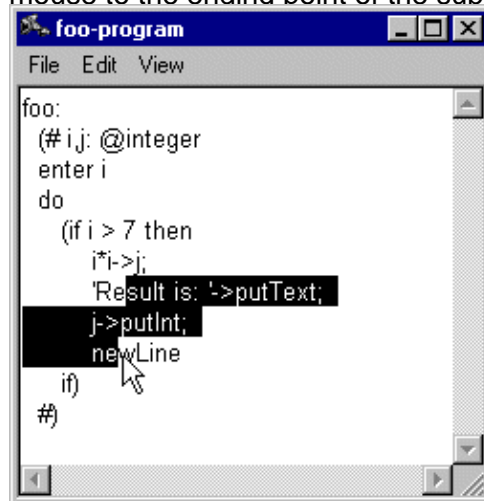 mouse to the ending point of the sub
foo-program
File Edit View
foo:
(# i,j: @integer
enter i
do
(if i > 7 then
i*i->j;
'Result is: '->putText;
j->putInt;
newLine
if)
#)